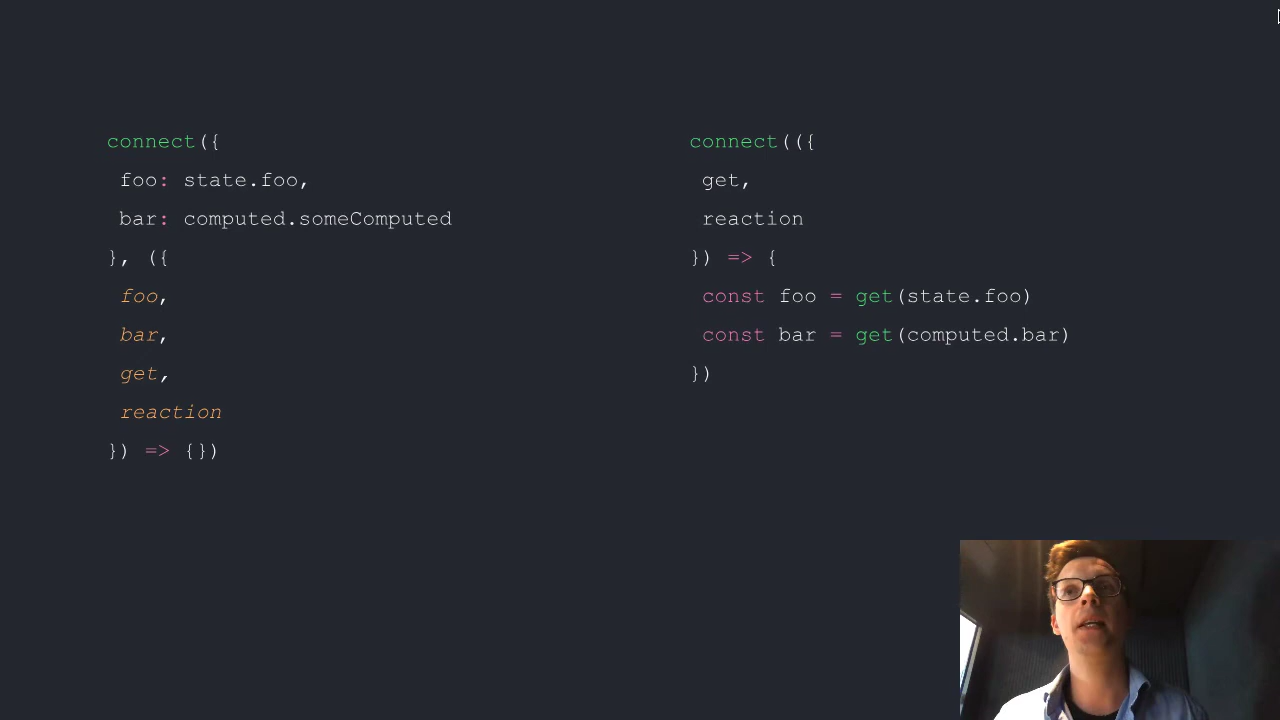 connect({
foo: state.foo,
bar: computed.someComputed
}, ({
foo,
bar,
get,
reaction
}) => {})
connect(({
get,
reaction
}) => {
const foo = get(state.foo)
const bar = get(computed.bar)
})